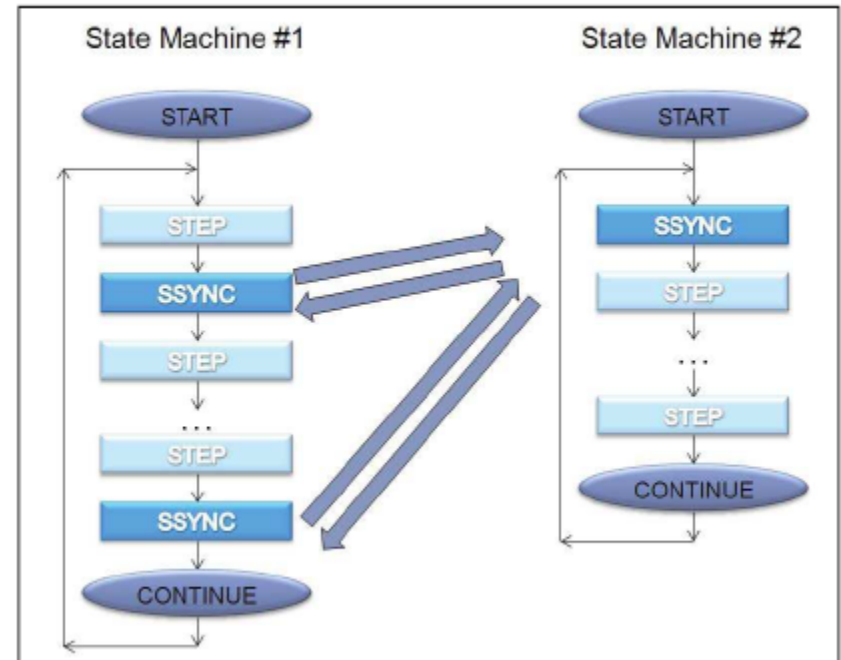 State Machine #1
START
STEP
SSYNC
STEP
...
STEP
SSYNC
CONTINUE
State Machine #2
START
SSYNC
STEP
...
STEP
CONTINUE